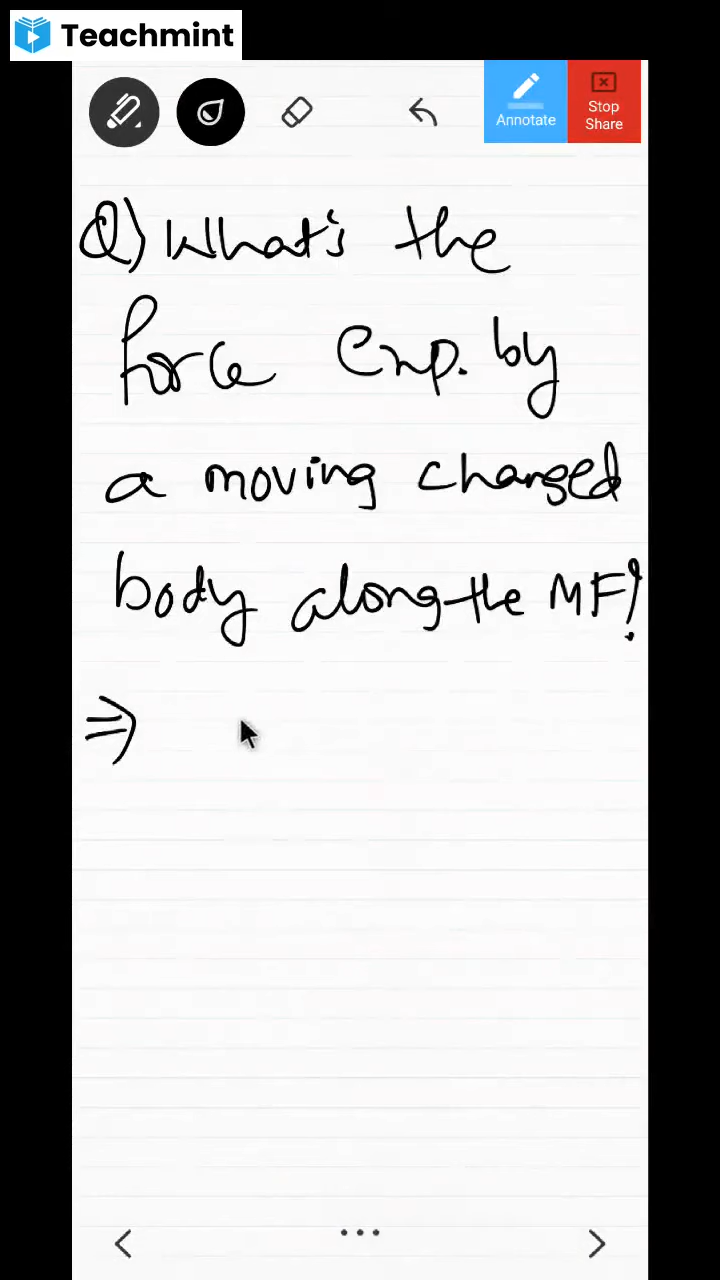 Teachmint
Annotate
Stop
Share
Q) What's the
force exp. by
a moving charged
body along the MF?
⇒